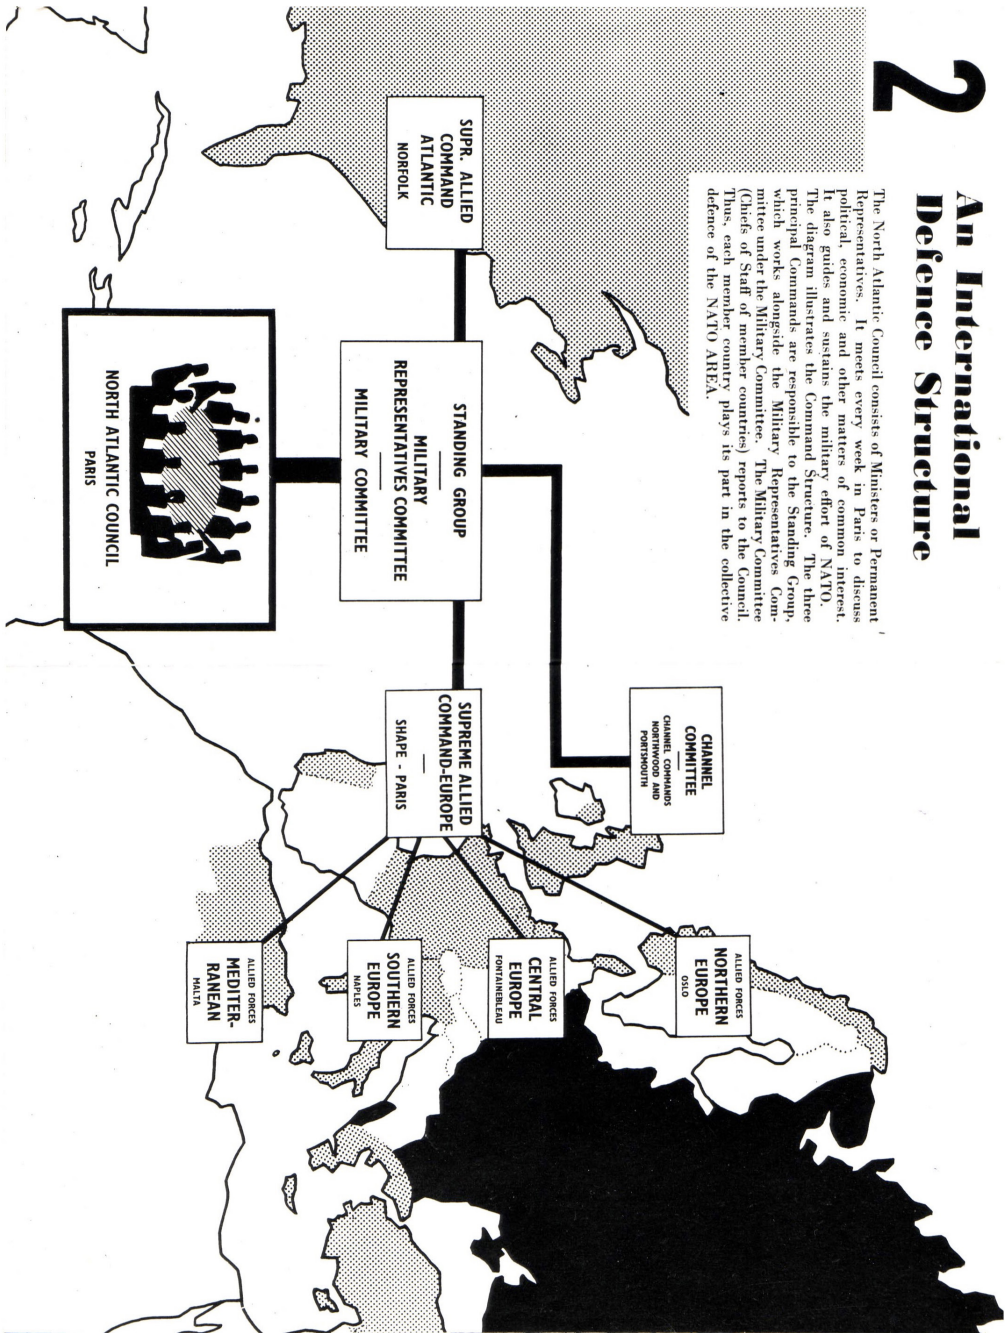 2
An International
Defence Structure
The North Atlantic Council consists of Ministers or Permanent
Representatives. It meets every week in Paris to discuss
political, economic and other matters of common interest.
It also guides and sustains the military effort of NATO.
The diagram illustrates the Command Structure. The three
principal Commands are responsible to the Standing Group,
which works alongside the Military Representatives Com-
mittee under the Military Committee. The Military Committee
(Chiefs of Staff of member countries) reports to the Council.
Thus, each member country plays its part in the collective
defence of the NATO AREA.
CHANNEL
COMMITTEE
CHANNEL COMMANDS
NORTHWOOD AND
PORTSMOUTH
ALLIED FORCES
NORTHERN
EUROPE
OSLO
SUPR. ALLIED
COMMAND
ATLANTIC
NORFOLK
STANDING GROUP
MILITARY
REPRESENTATIVES COMMITTEE
MILITARY COMMITTEE
SUPREME ALLIED
COMMAND-EUROPE
SHAPE - PARIS
ALLIED FORCES
CENTRAL
EUROPE
FONTAINEBLEAU
ALLIED FORCES
SOUTHERN
EUROPE
NAPLES
ALLIED FORCES
MEDITER-
RANEAN
MALTA
NORTH ATLANTIC COUNCIL
PARIS